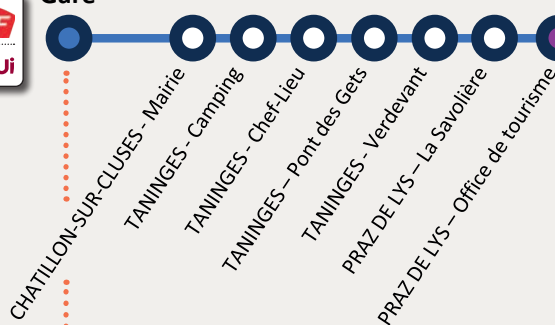 Gare
F
Ui
CHATILLON-SUR-CLUSES - Mairie
TANINGES - Camping
TANINGES - Chef-Lieu
TANINGES – Pont des Gets
TANINGES - Verdevant
PRAZ DE LYS – La Savolière
PRAZ DE LYS – Office de tourisme